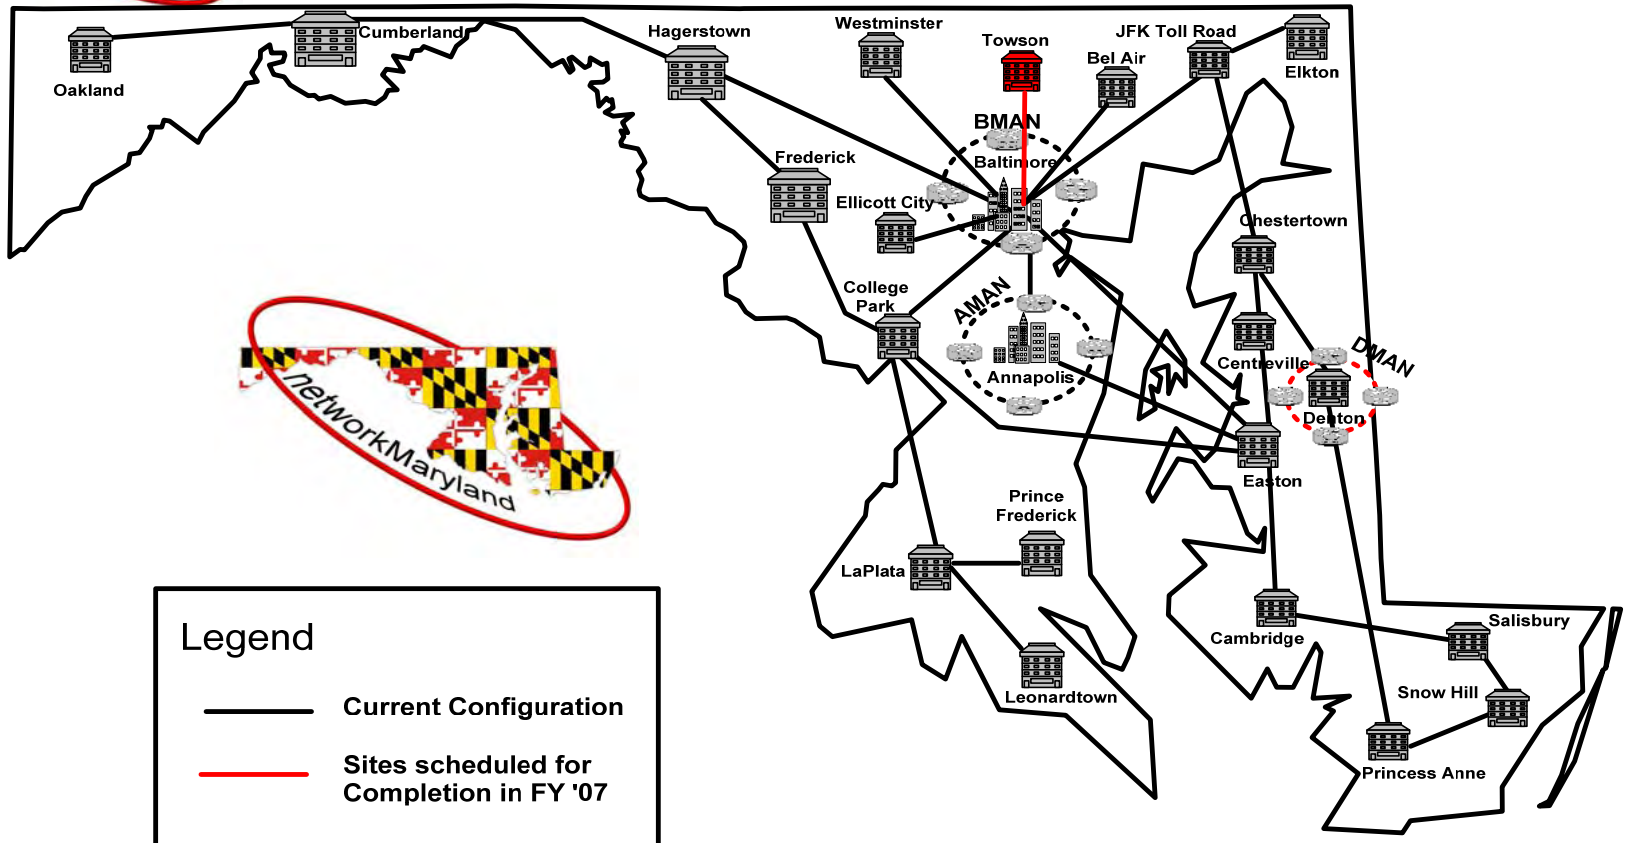 Westminster
Cumberland
Hagerstown
JFK Toll Road
Towson
Bel Air
Elkton
Oakland
BMAN
Frederick
Baltimore
Ellicott City
Chestertown
College
Park
AMAN
DMAN
Centreville
Annapolis
Denton
networkMaryland
Easton
Prince
Frederick
LaPlata
Salisbury
Cambridge
Snow Hill
Leonardtown
Princess Anne
Legend
Current Configuration
Sites scheduled for
Completion in FY '07